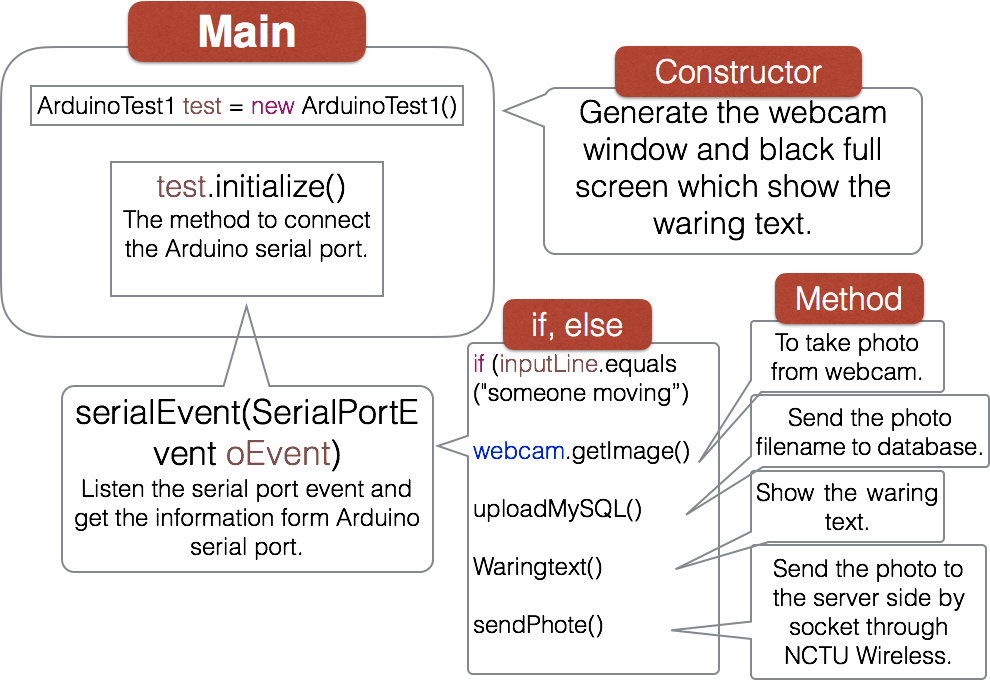 Main
ArduinoTest1 test = new ArduinoTest1()
test.initialize()
The method to connect
the Arduino serial port.
Constructor
Generate the webcam
window and black full
screen which show the
waring text.
serialEvent(SerialPortE
vent oEvent)
Listen the serial port event and
get the information form Arduino
serial port.
if, else
if (inputLine.equals
("someone moving”)
webcam.getImage()
uploadMySQL()
Waringtext()
sendPhote()
Method
To take photo
from webcam.
Send the photo
filename to database.
Show the waring
text.
Send the photo to
the server side by
socket through
NCTU Wireless.